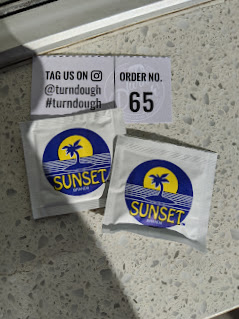 TAG US ON
@turndough
#turndough
ORDER NO.
65
SUNSET
SUNSET